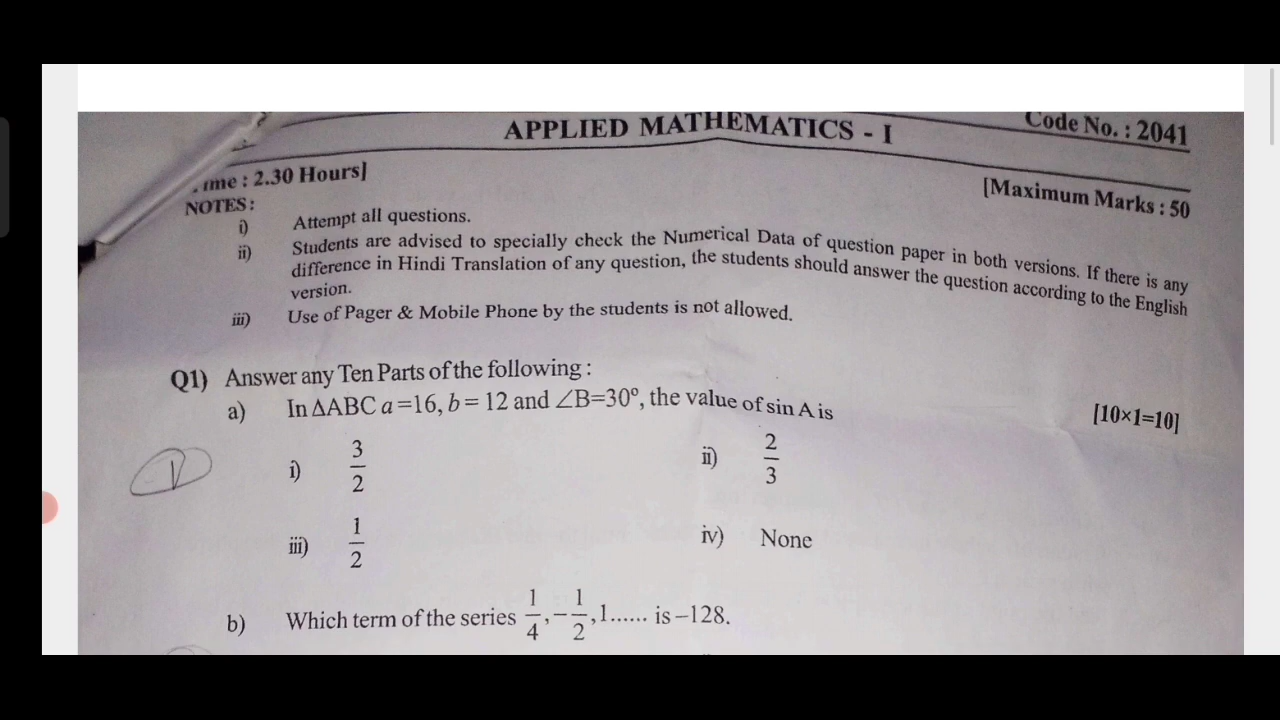 APPLIED MATHEMATICS - I
Code No. : 2041
ime : 2.30 Hours]
[Maximum Marks : 50
NOTES :
i) Attempt all questions.
ii) Students are advised to specially check the Numerical Data of question paper in both versions. If there is any
difference in Hindi Translation of any question, the students should answer the question according to the English
version.
iii) Use of Pager & Mobile Phone by the students is not allowed.
Q1) Answer any Ten Parts of the following :
[10×1=10]
a) In ΔABC a =16, b = 12 and ∠B=30º, the value of sin A is
i) 3/2 ii) 2/3
iii) 1/2 iv) None
b) Which term of the series 1/4, -1/2, 1...... is –128.